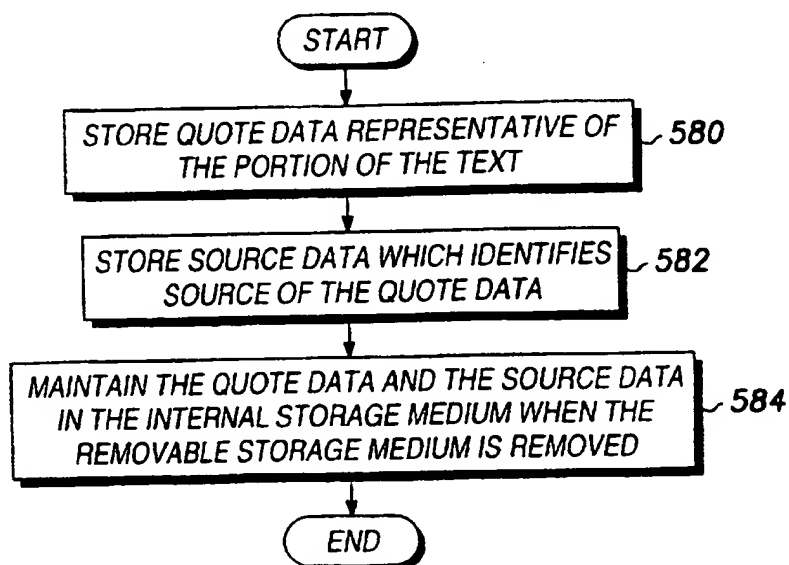 START
STORE QUOTE DATA REPRESENTATIVE OF
THE PORTION OF THE TEXT
580
STORE SOURCE DATA WHICH IDENTIFIES
SOURCE OF THE QUOTE DATA
582
MAINTAIN THE QUOTE DATA AND THE SOURCE DATA
IN THE INTERNAL STORAGE MEDIUM WHEN THE
REMOVABLE STORAGE MEDIUM IS REMOVED
584
END